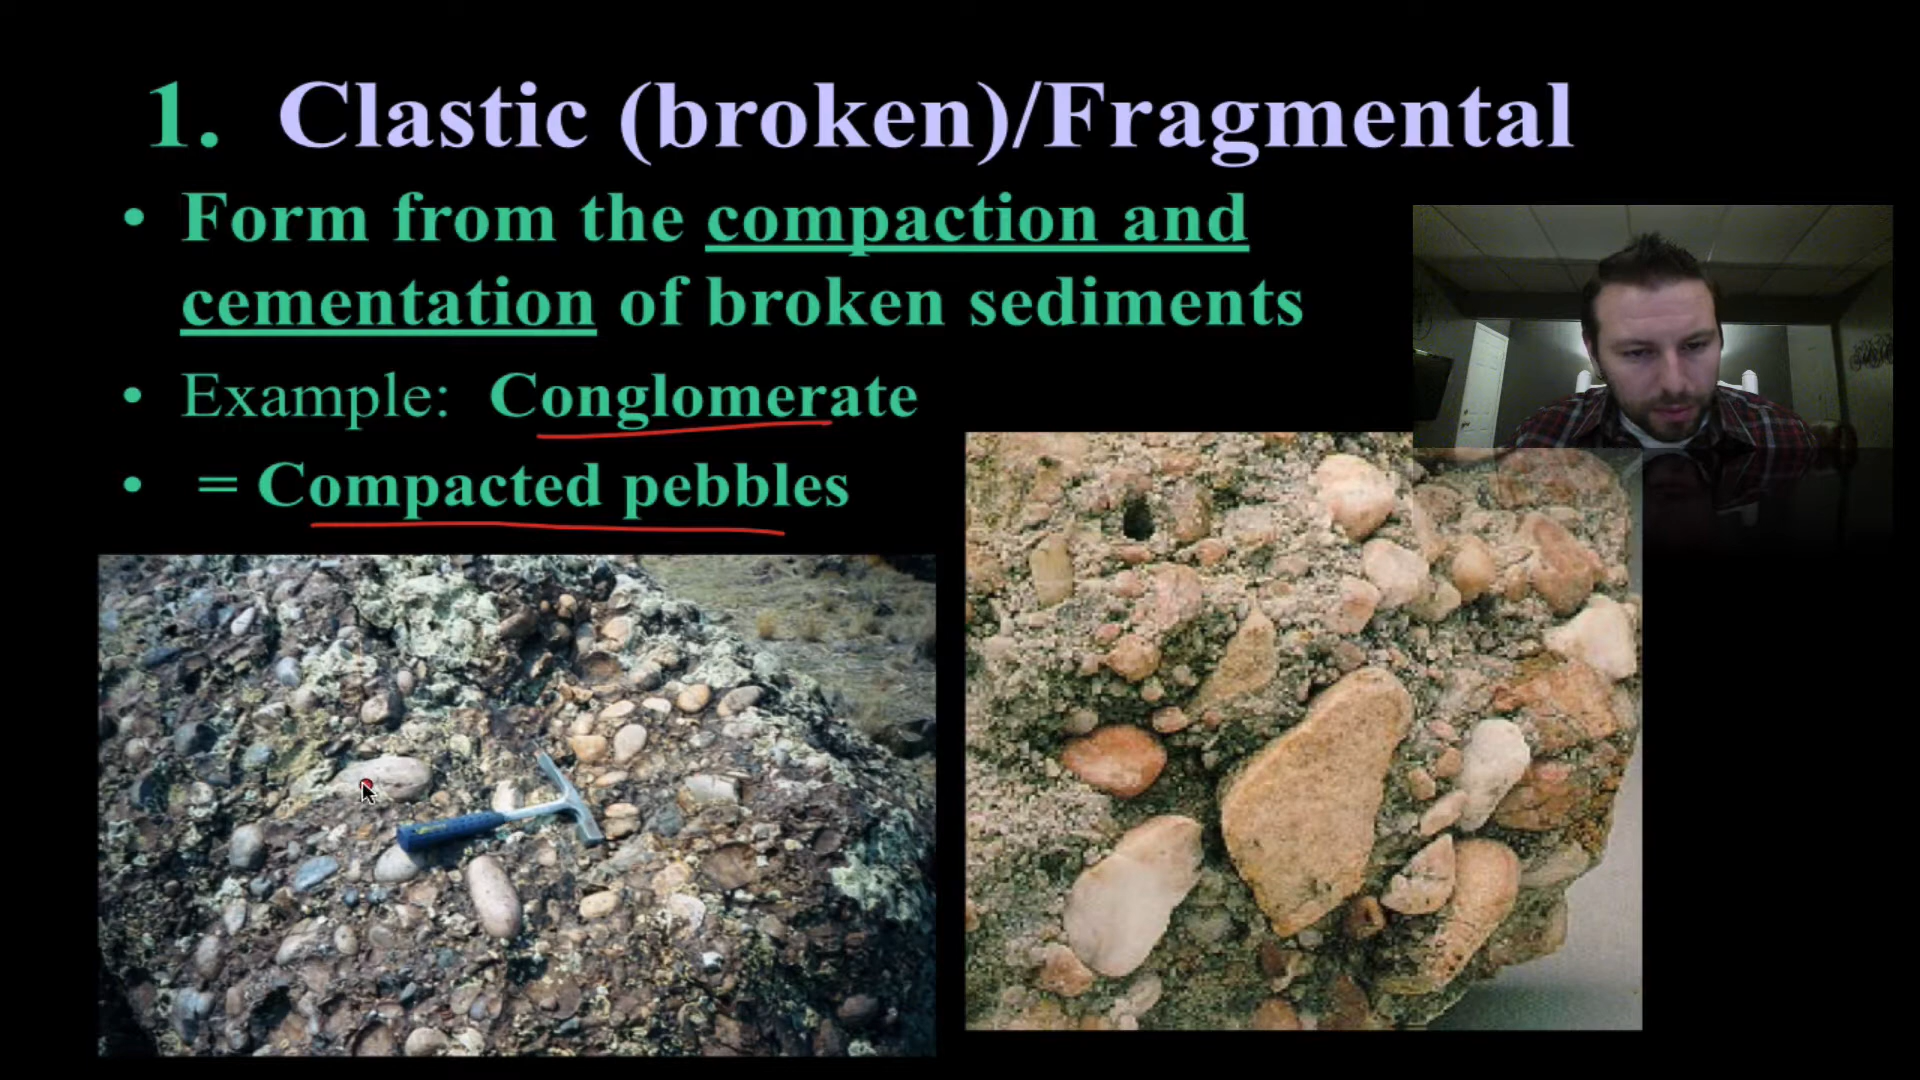 1. Clastic (broken)/Fragmental
• Form from the compaction and
cementation of broken sediments
• Example: Conglomerate
• = Compacted pebbles